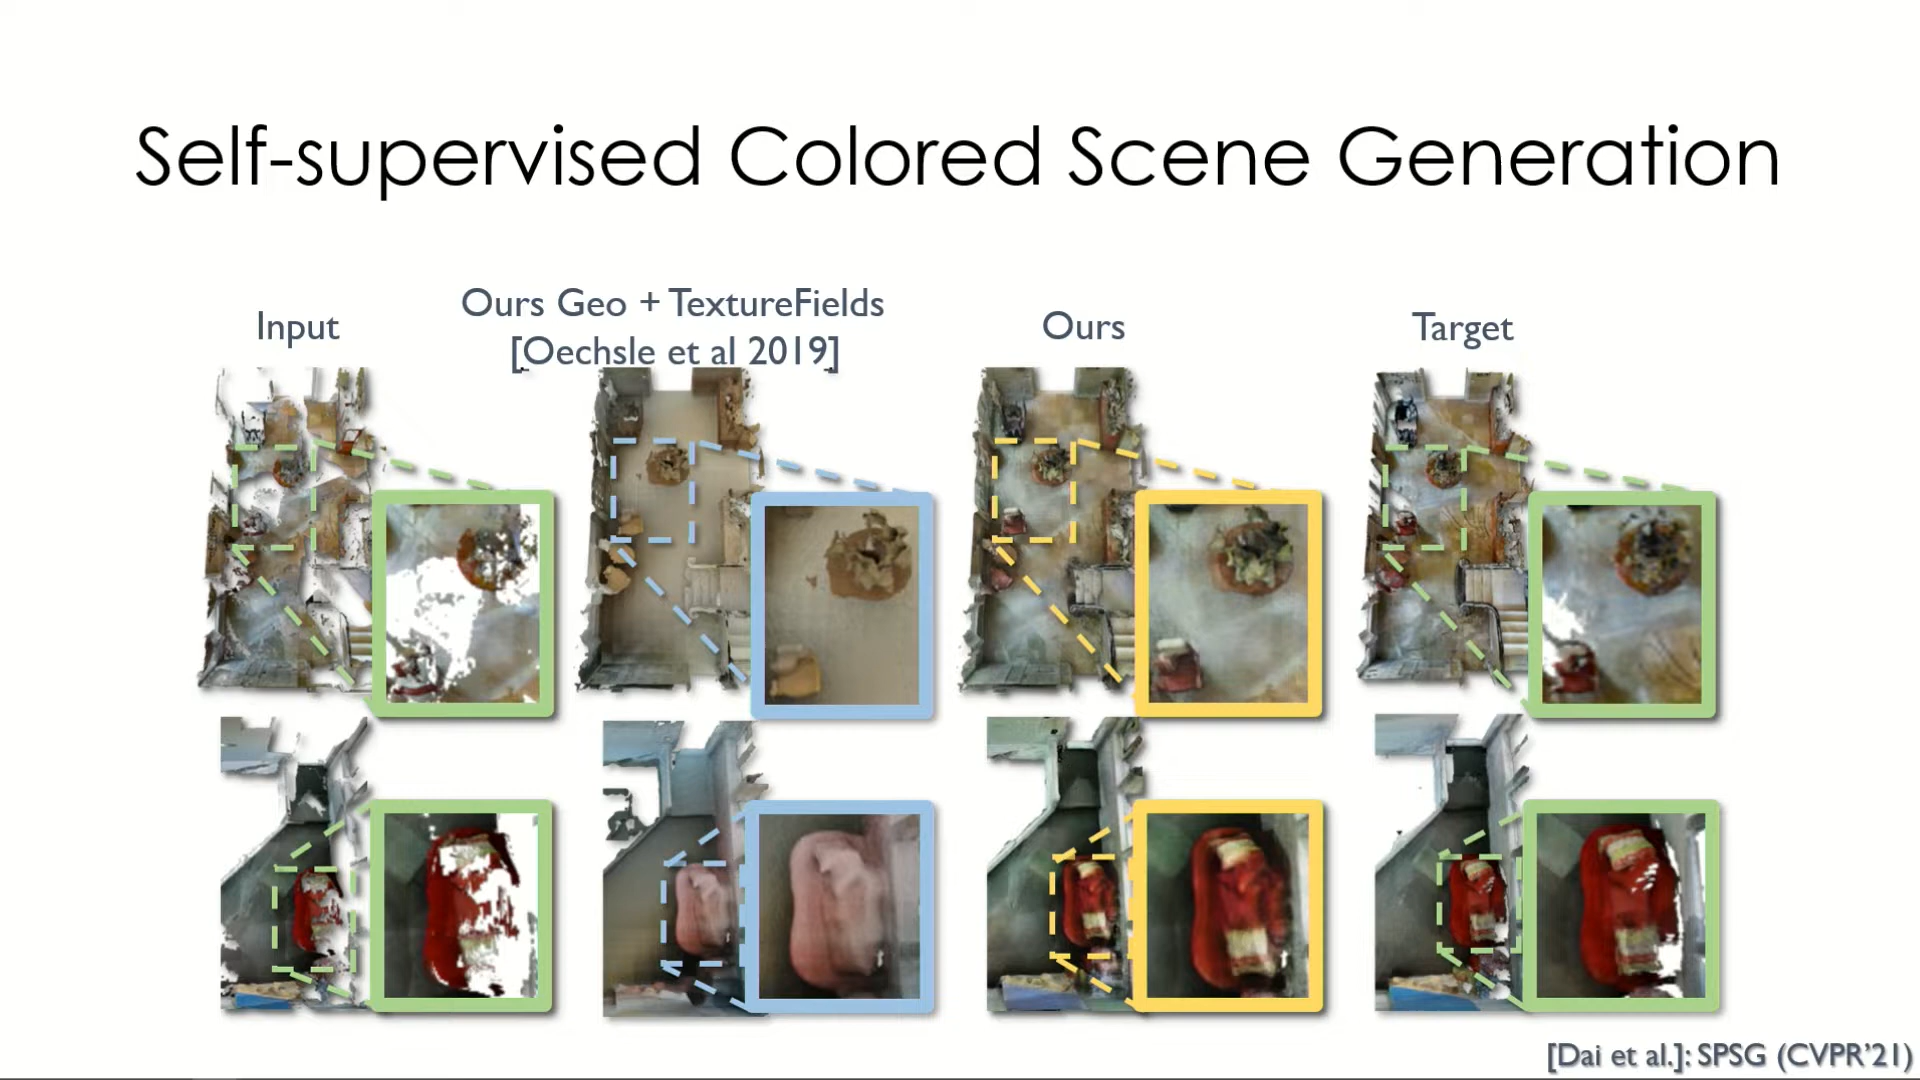 Self-supervised Colored Scene Generation
Input
Ours Geo + TextureFields
[Oechsle et al 2019]
Ours
Target
[Dai et al.]: SPSG (CVPR'21)